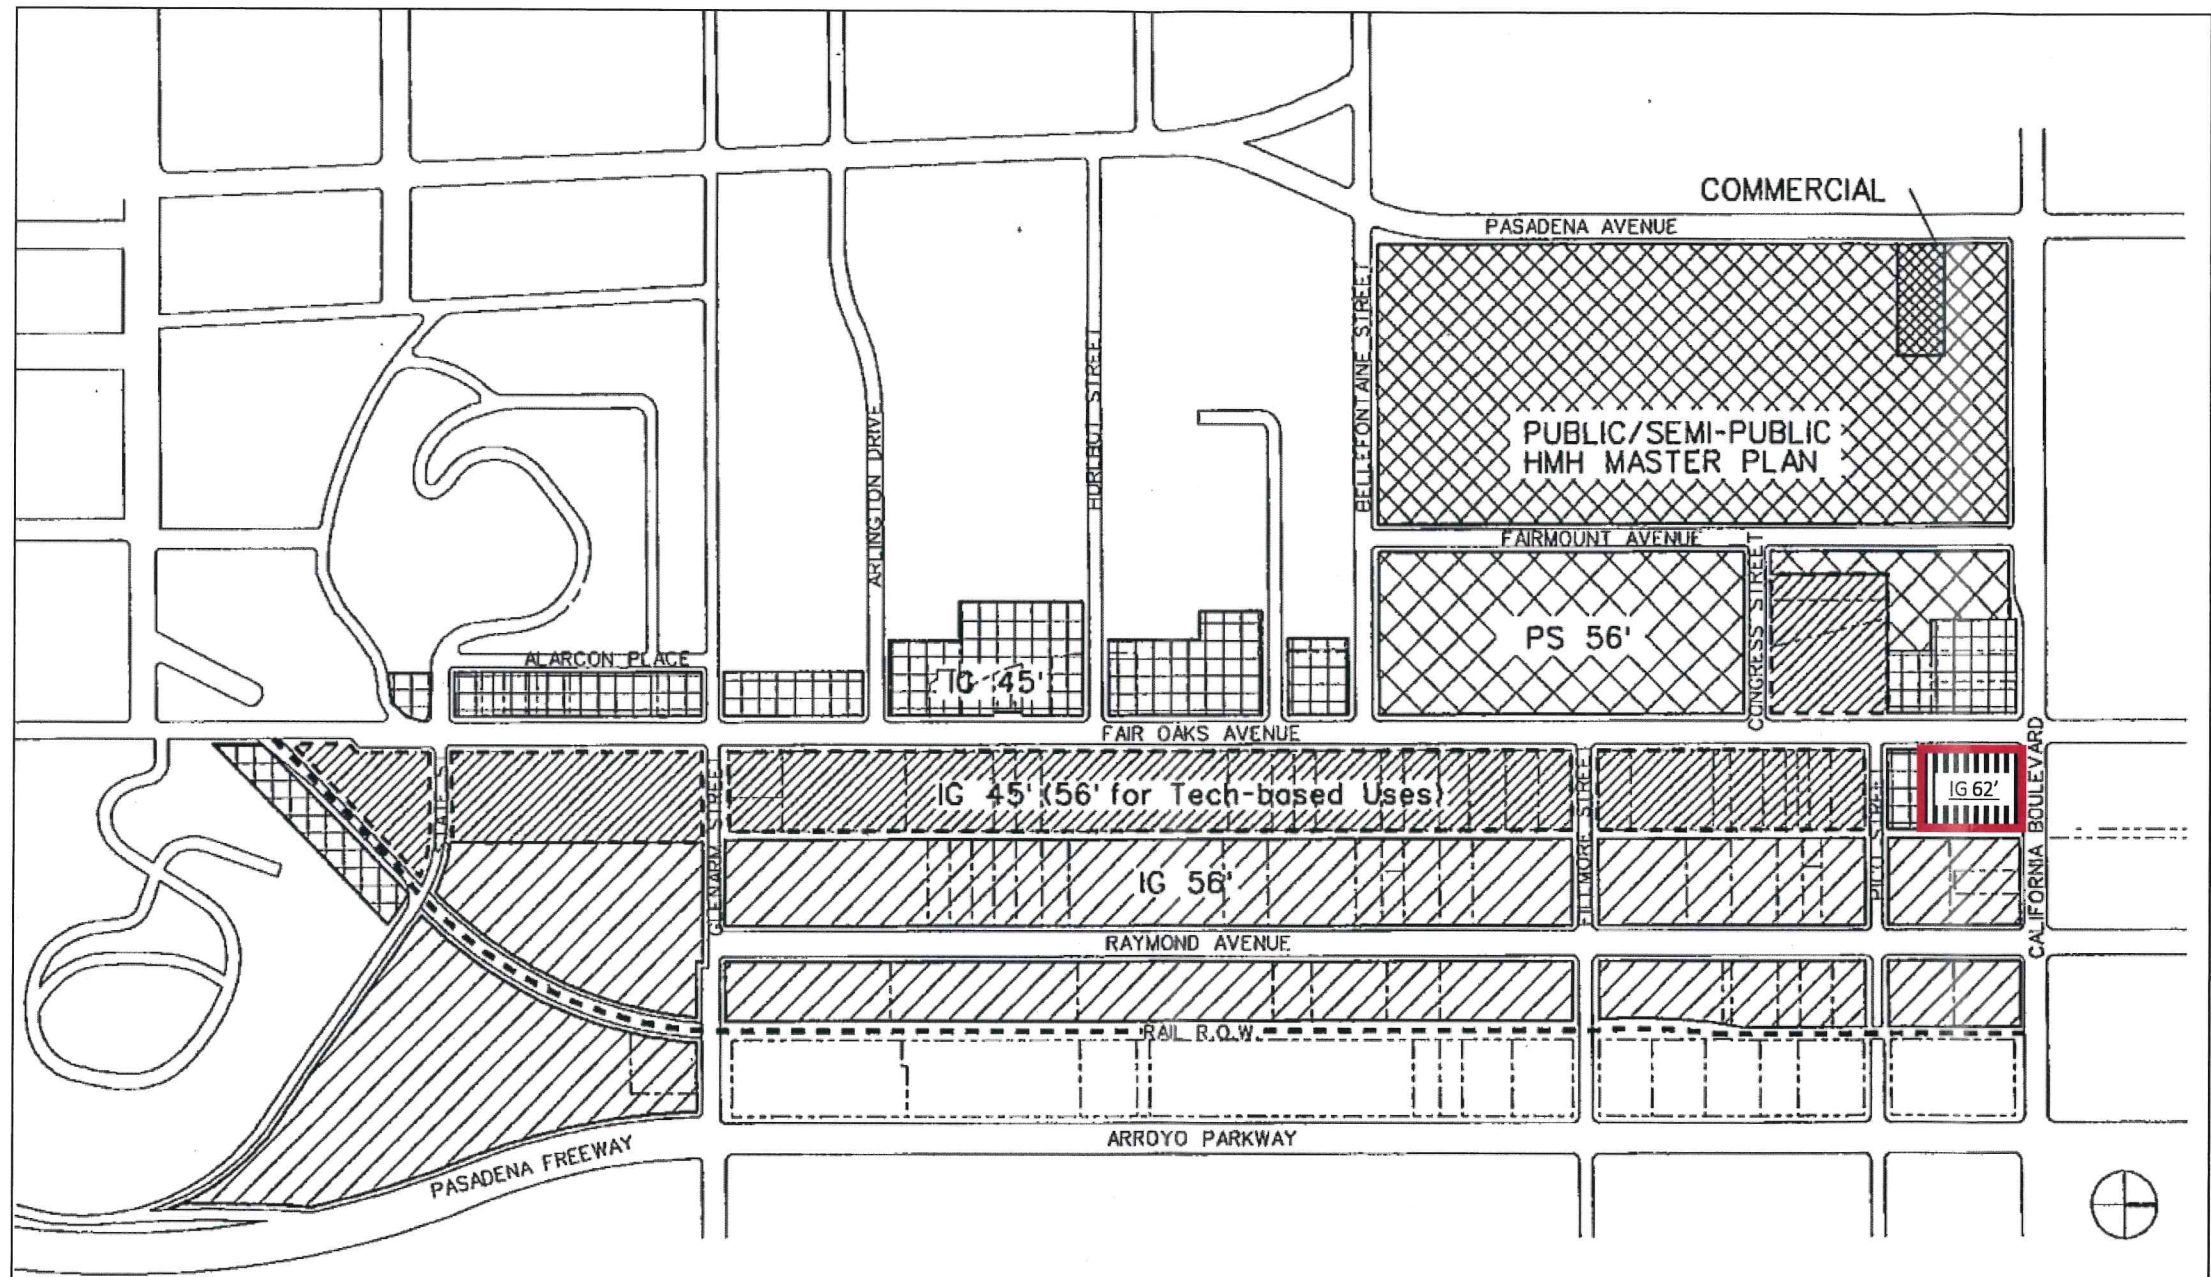 COMMERCIAL
PASADENA AVENUE
BELLEFONTAINE STREET
HURLBUT STREET
ARLINGTON DRIVE
PUBLIC/SEMI-PUBLIC
HMH MASTER PLAN
FAIRMOUNT AVENUE
CONGRESS STREET
PS 56'
ALARCON PLACE
IG 45'
FAIR OAKS AVENUE
CALIFORNIA BOULEVARD
IG 62'
IG 45' (56' for Tech-based Uses)
STATE
GLENARM STREET
FILLMORE STREET
PICO STREET
IG 56'
RAYMOND AVENUE
RAIL R.O.W.
ARROYO PARKWAY
PASADENA FREEWAY